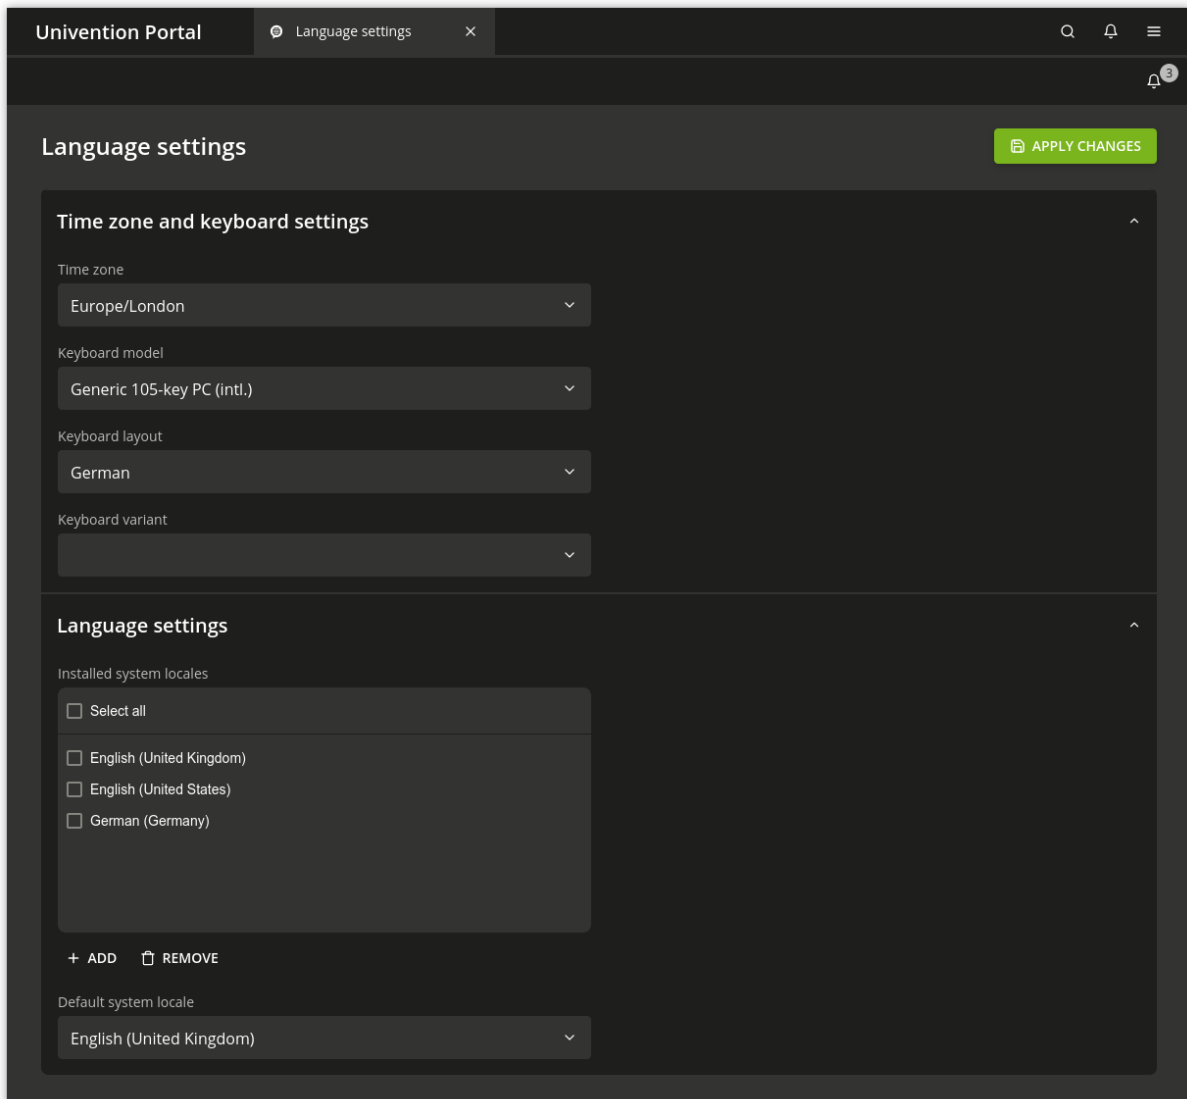 Univention Portal
Language settings
3
Language settings
APPLY CHANGES
Time zone and keyboard settings
Time zone
Europe/London
Keyboard model
Generic 105-key PC (intl.)
Keyboard layout
German
Keyboard variant
Language settings
Installed system locales
Select all
English (United Kingdom)
English (United States)
German (Germany)
ADD REMOVE
Default system locale
English (United Kingdom)